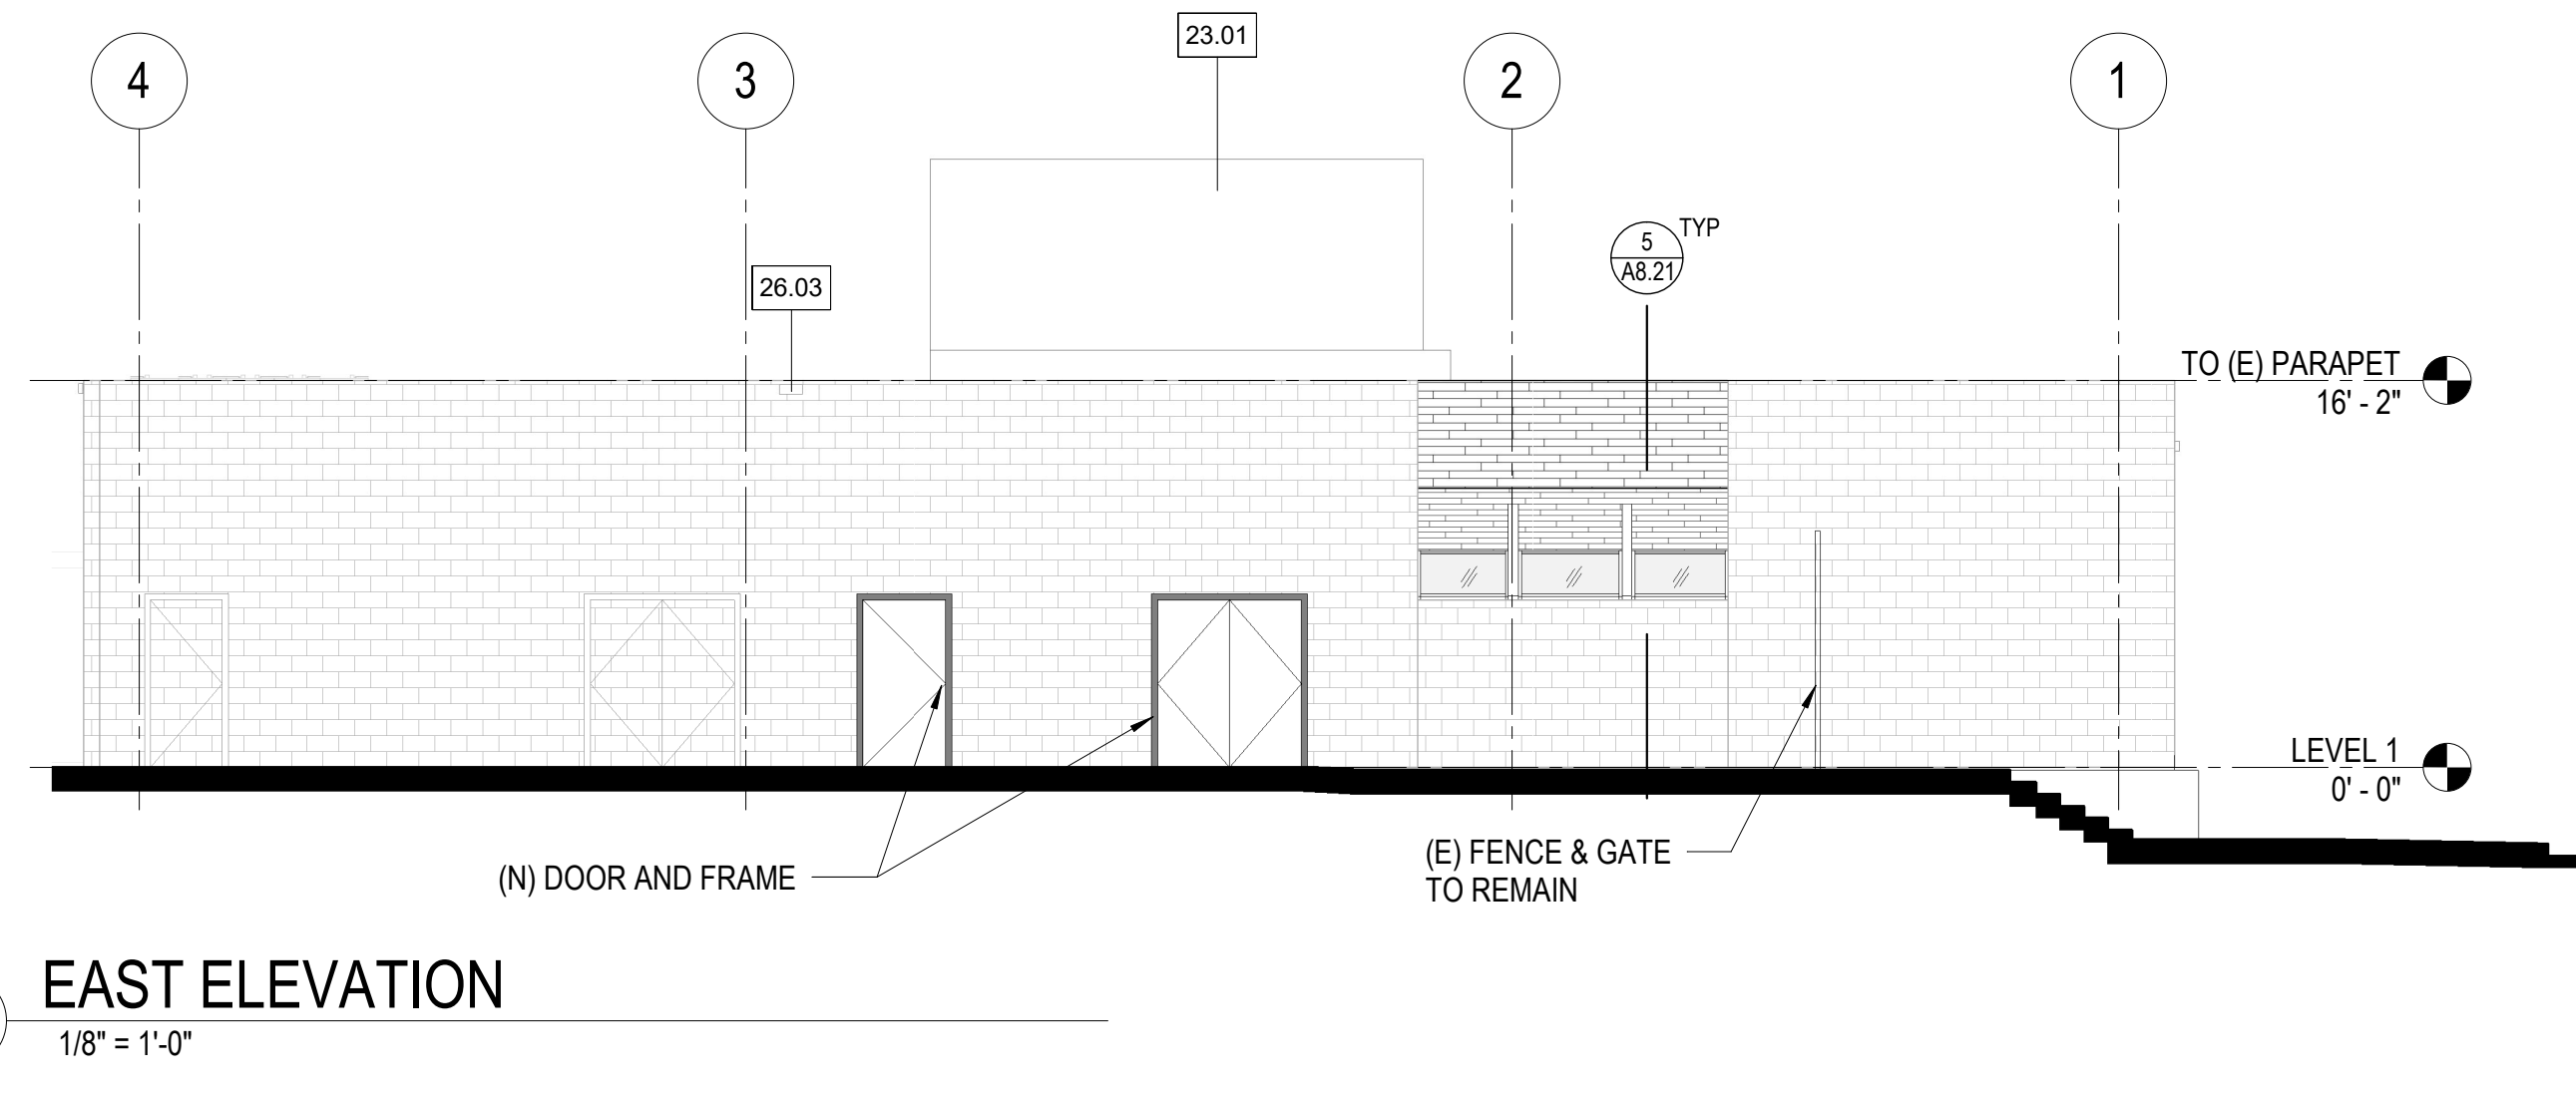 4
3
23.01
2
1
5
A8.21
TYP
26.03
TO (E) PARAPET
16' - 2"
LEVEL 1
0' - 0"
(N) DOOR AND FRAME
(E) FENCE & GATE
TO REMAIN
EAST ELEVATION
1/8" = 1'-0"